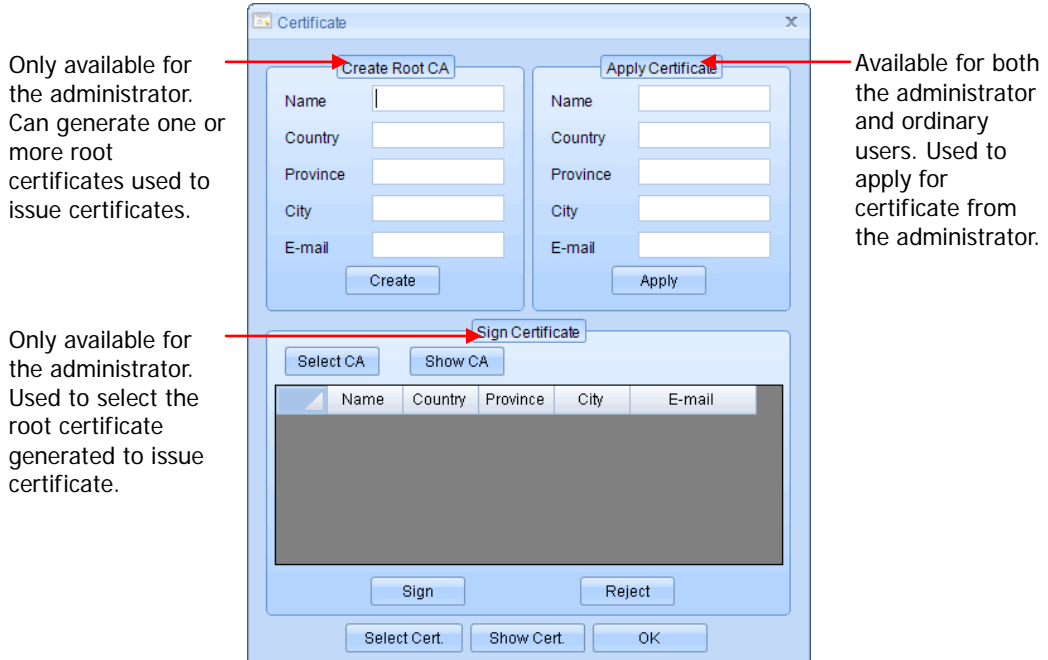 Certificate
x
Only available for
the administrator.
Can generate one or
more root
certificates used to
issue certificates.
Create Root CA
Name
Country
Province
City
E-mail
Create
Apply Certificate
Name
Country
Province
City
E-mail
Apply
Available for both
the administrator
and ordinary
users. Used to
apply for
certificate from
the administrator.
Only available for
the administrator.
Used to select the
root certificate
generated to issue
certificate.
Sign Certificate
Select CA Show CA
Name Country Province City E-mail
Sign Reject
Select Cert. Show Cert. OK